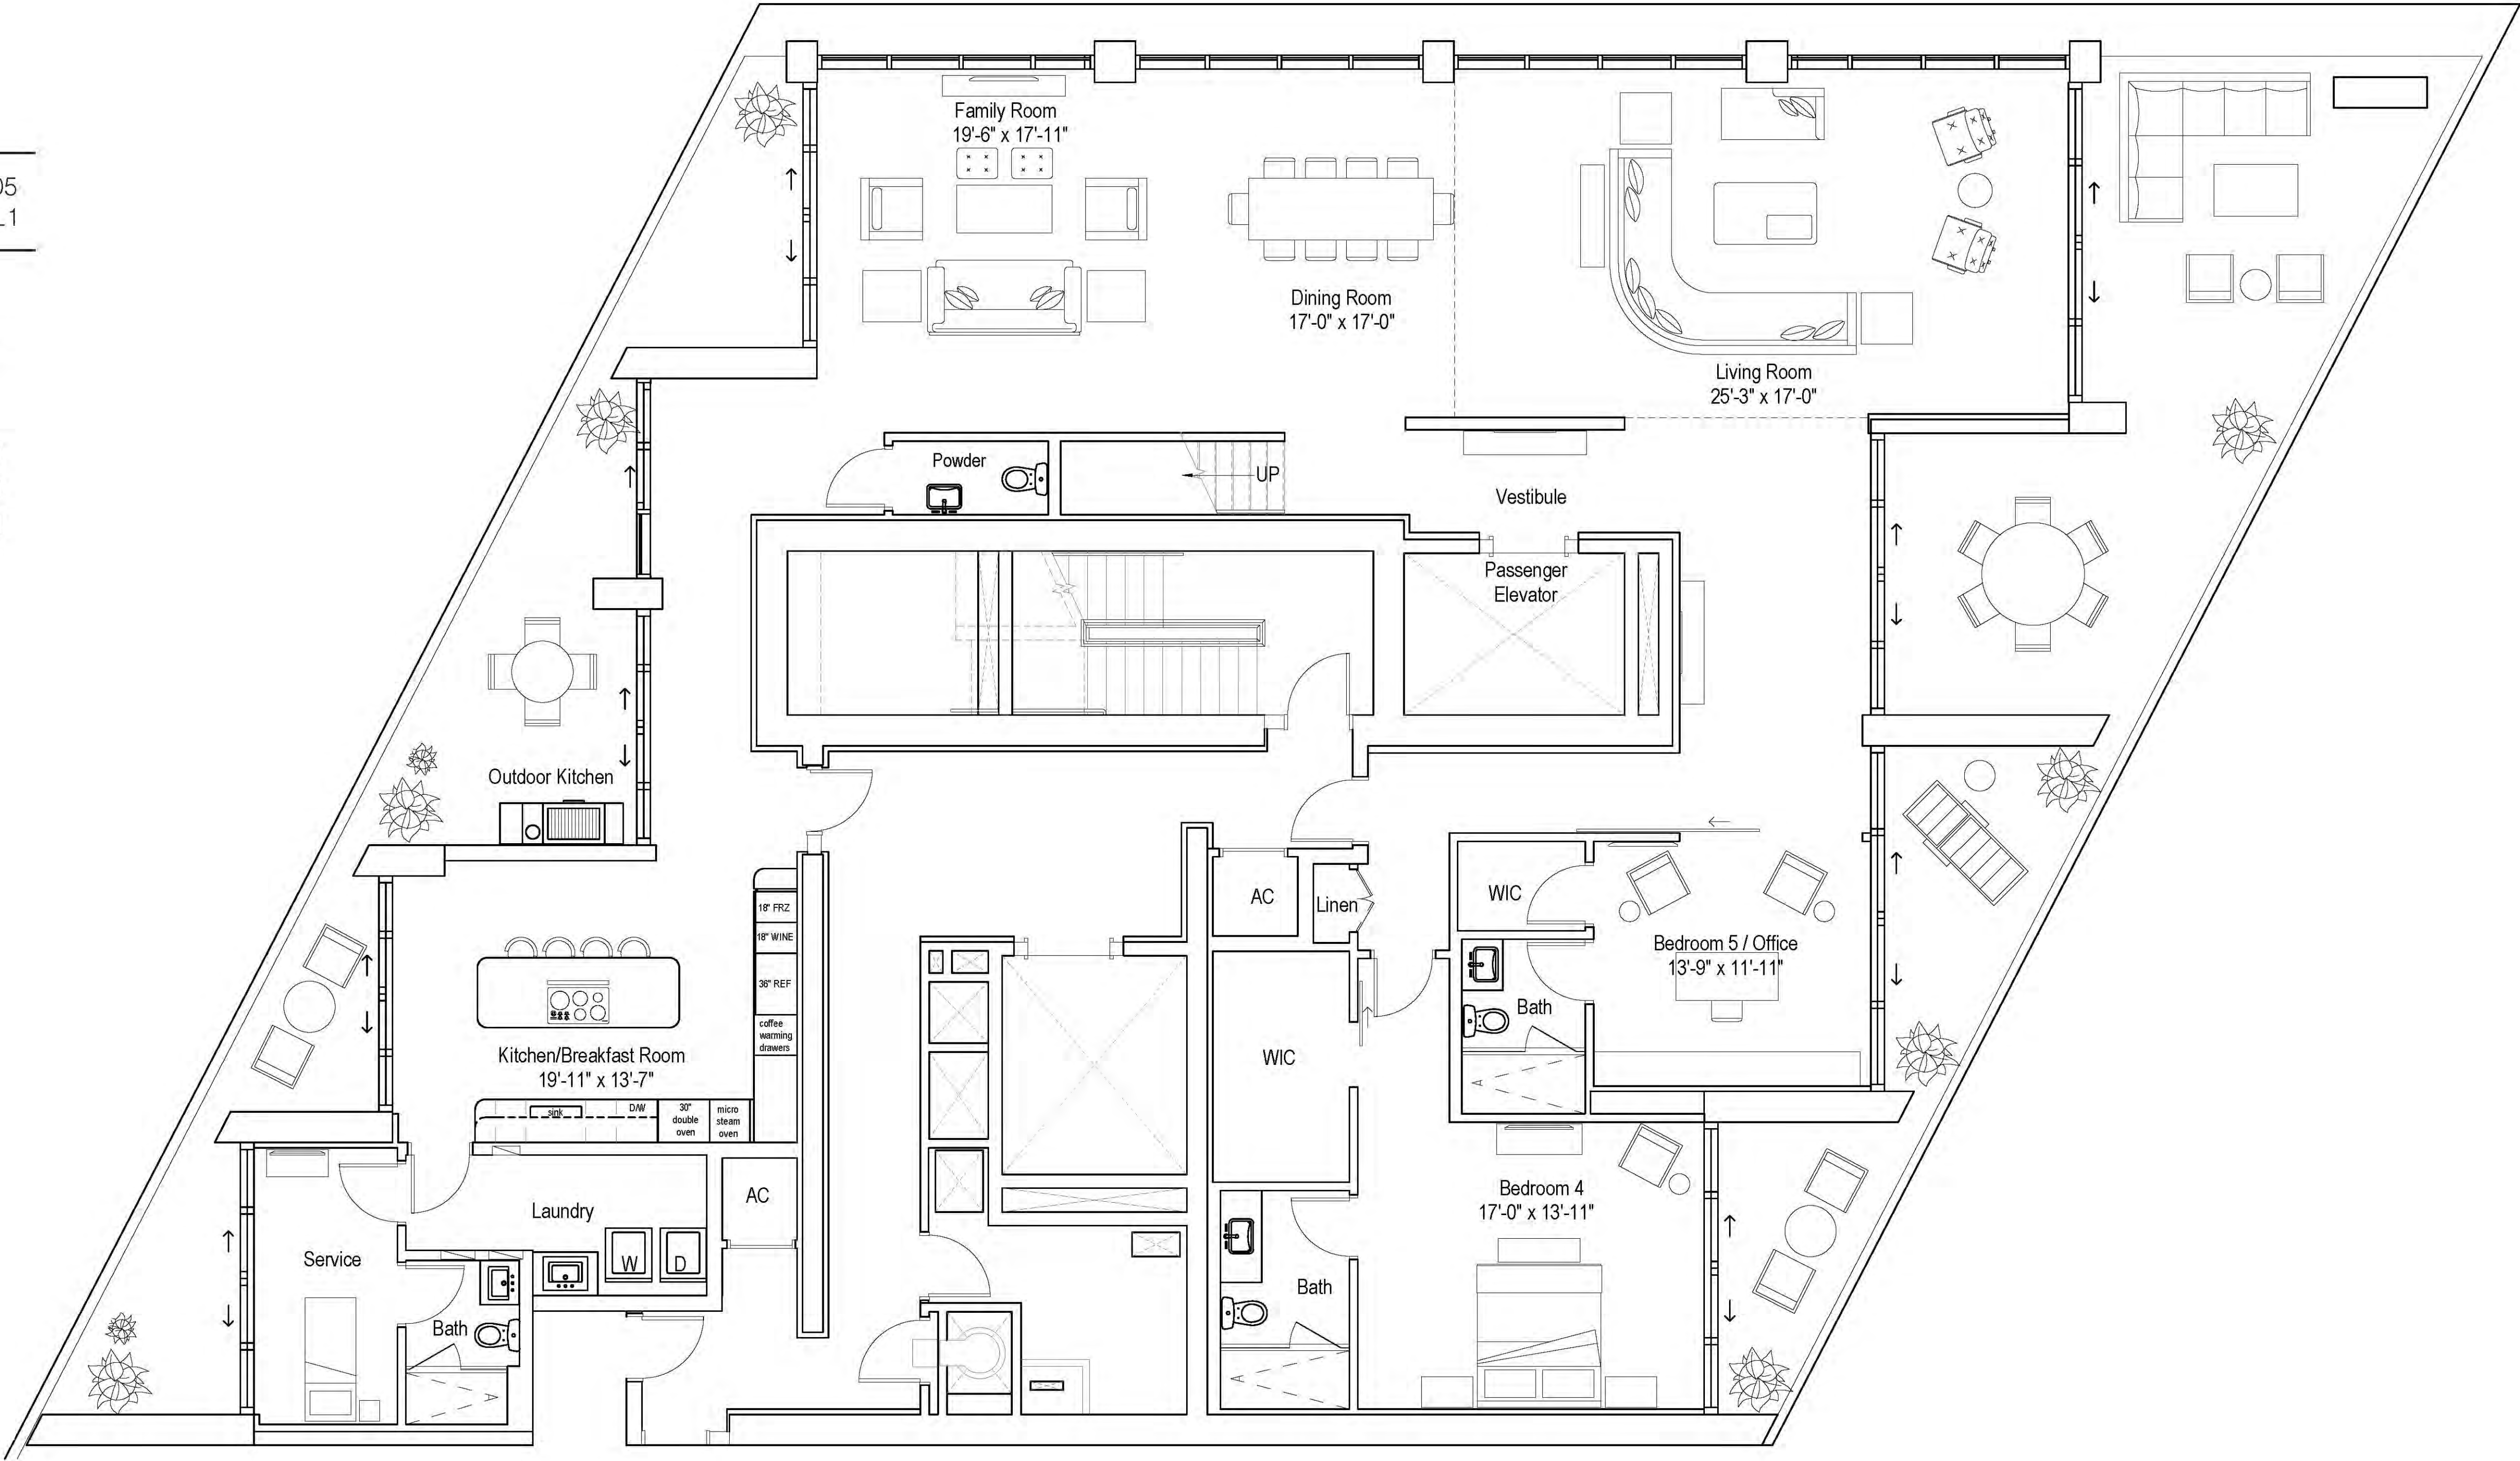 05
L1
Family Room
19'-6" x 17'-11"
Dining Room
17'-0" x 17'-0"
Living Room
25'-3" x 17'-0"
Powder
UP
Vestibule
Passenger
Elevator
Outdoor Kitchen
AC
Linen
WIC
18" FRZ
18" WINE
36" REF
coffee
warming
drawers
Bedroom 5 / Office
13'-9" x 11'-11"
Bath
Kitchen/Breakfast Room
19'-11" x 13'-7"
WIC
sink
D/W
30"
double
oven
micro
steam
oven
AC
Laundry
W
D
Service
Bath
Bedroom 4
17'-0" x 13'-11"
Bath